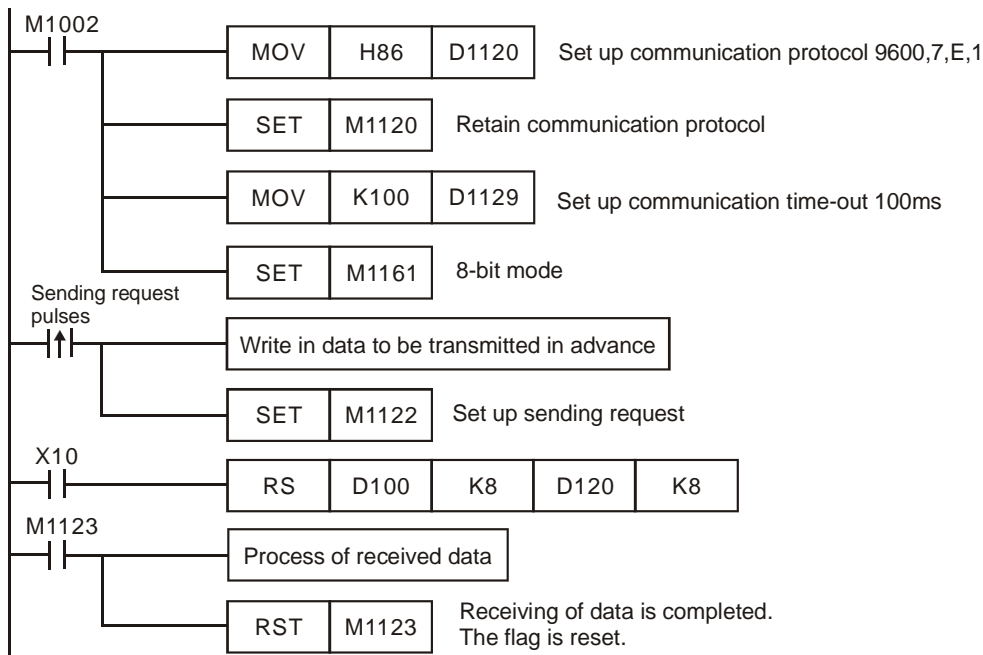 M1002
MOV H86 D1120 Set up communication protocol 9600,7,E,1
SET M1120 Retain communication protocol
MOV K100 D1129 Set up communication time-out 100ms
SET M1161 8-bit mode
Sending request
pulses
Write in data to be transmitted in advance
SET M1122 Set up sending request
X10
RS D100 K8 D120 K8
M1123
Process of received data
RST M1123 Receiving of data is completed.
The flag is reset.